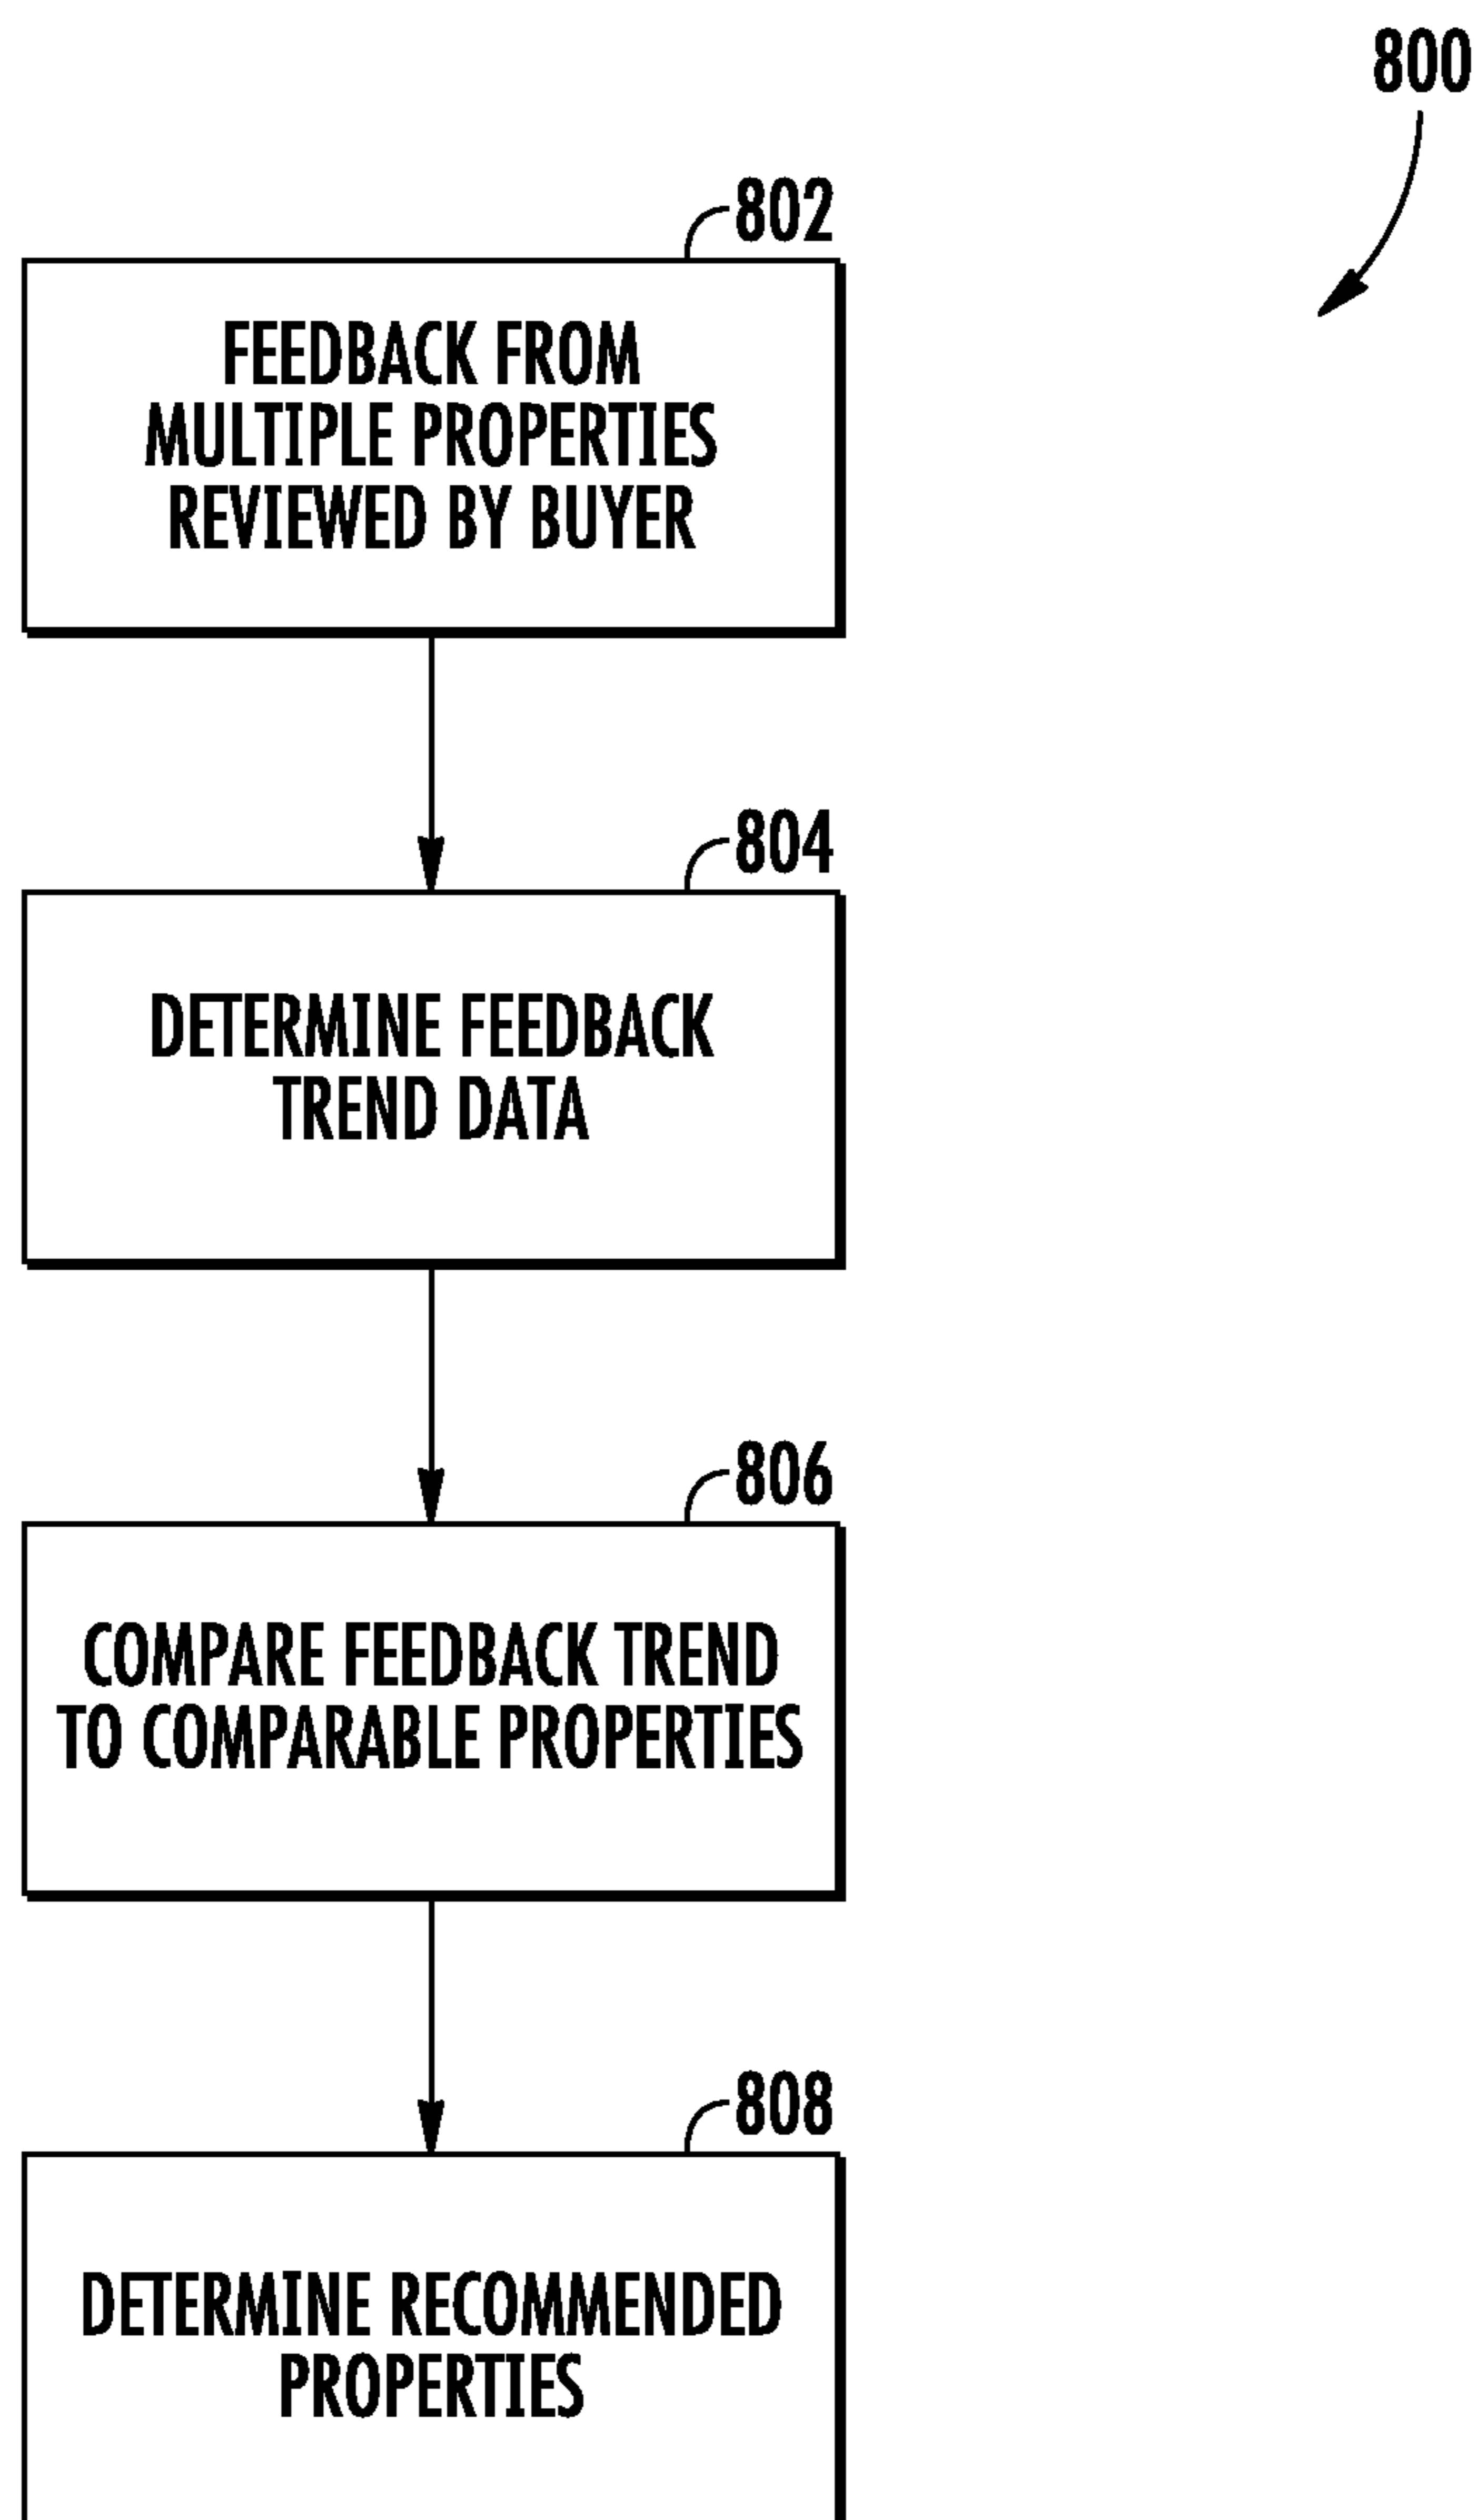 800
802
FEEDBACK FROM
MULTIPLE PROPERTIES
REVIEWED BY BUYER
804
DETERMINE FEEDBACK
TREND DATA
806
COMPARE FEEDBACK TREND
TO COMPARABLE PROPERTIES
808
DETERMINE RECOMMENDED
PROPERTIES